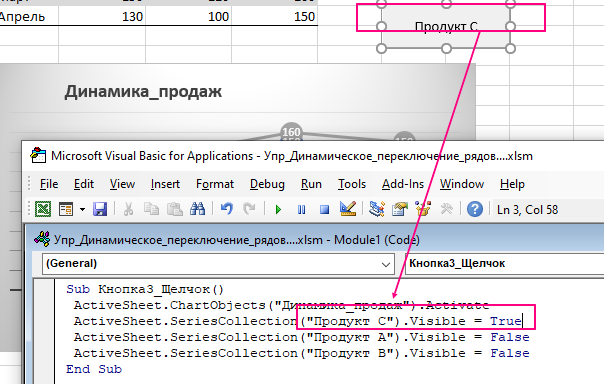 Апрель 130 100 150
Продукт С
Динамика_продаж
160
Microsoft Visual Basic for Applications - Упр_Динамическое_переключение_рядов....xlsm
File Edit View Insert Format Debug Run Tools Add-Ins Window Help
Ln 3, Col 58
Упр_Динамическое_переключение_рядов....xlsm - Module1 (Code)
(General) Кнопка3_Щелчок
Sub Кнопка3_Щелчок()
ActiveSheet.ChartObjects("Динамика_продаж").Activate
ActiveSheet.SeriesCollection("Продукт С").Visible = True
ActiveSheet.SeriesCollection("Продукт А").Visible = False
ActiveSheet.SeriesCollection("Продукт В").Visible = False
End Sub